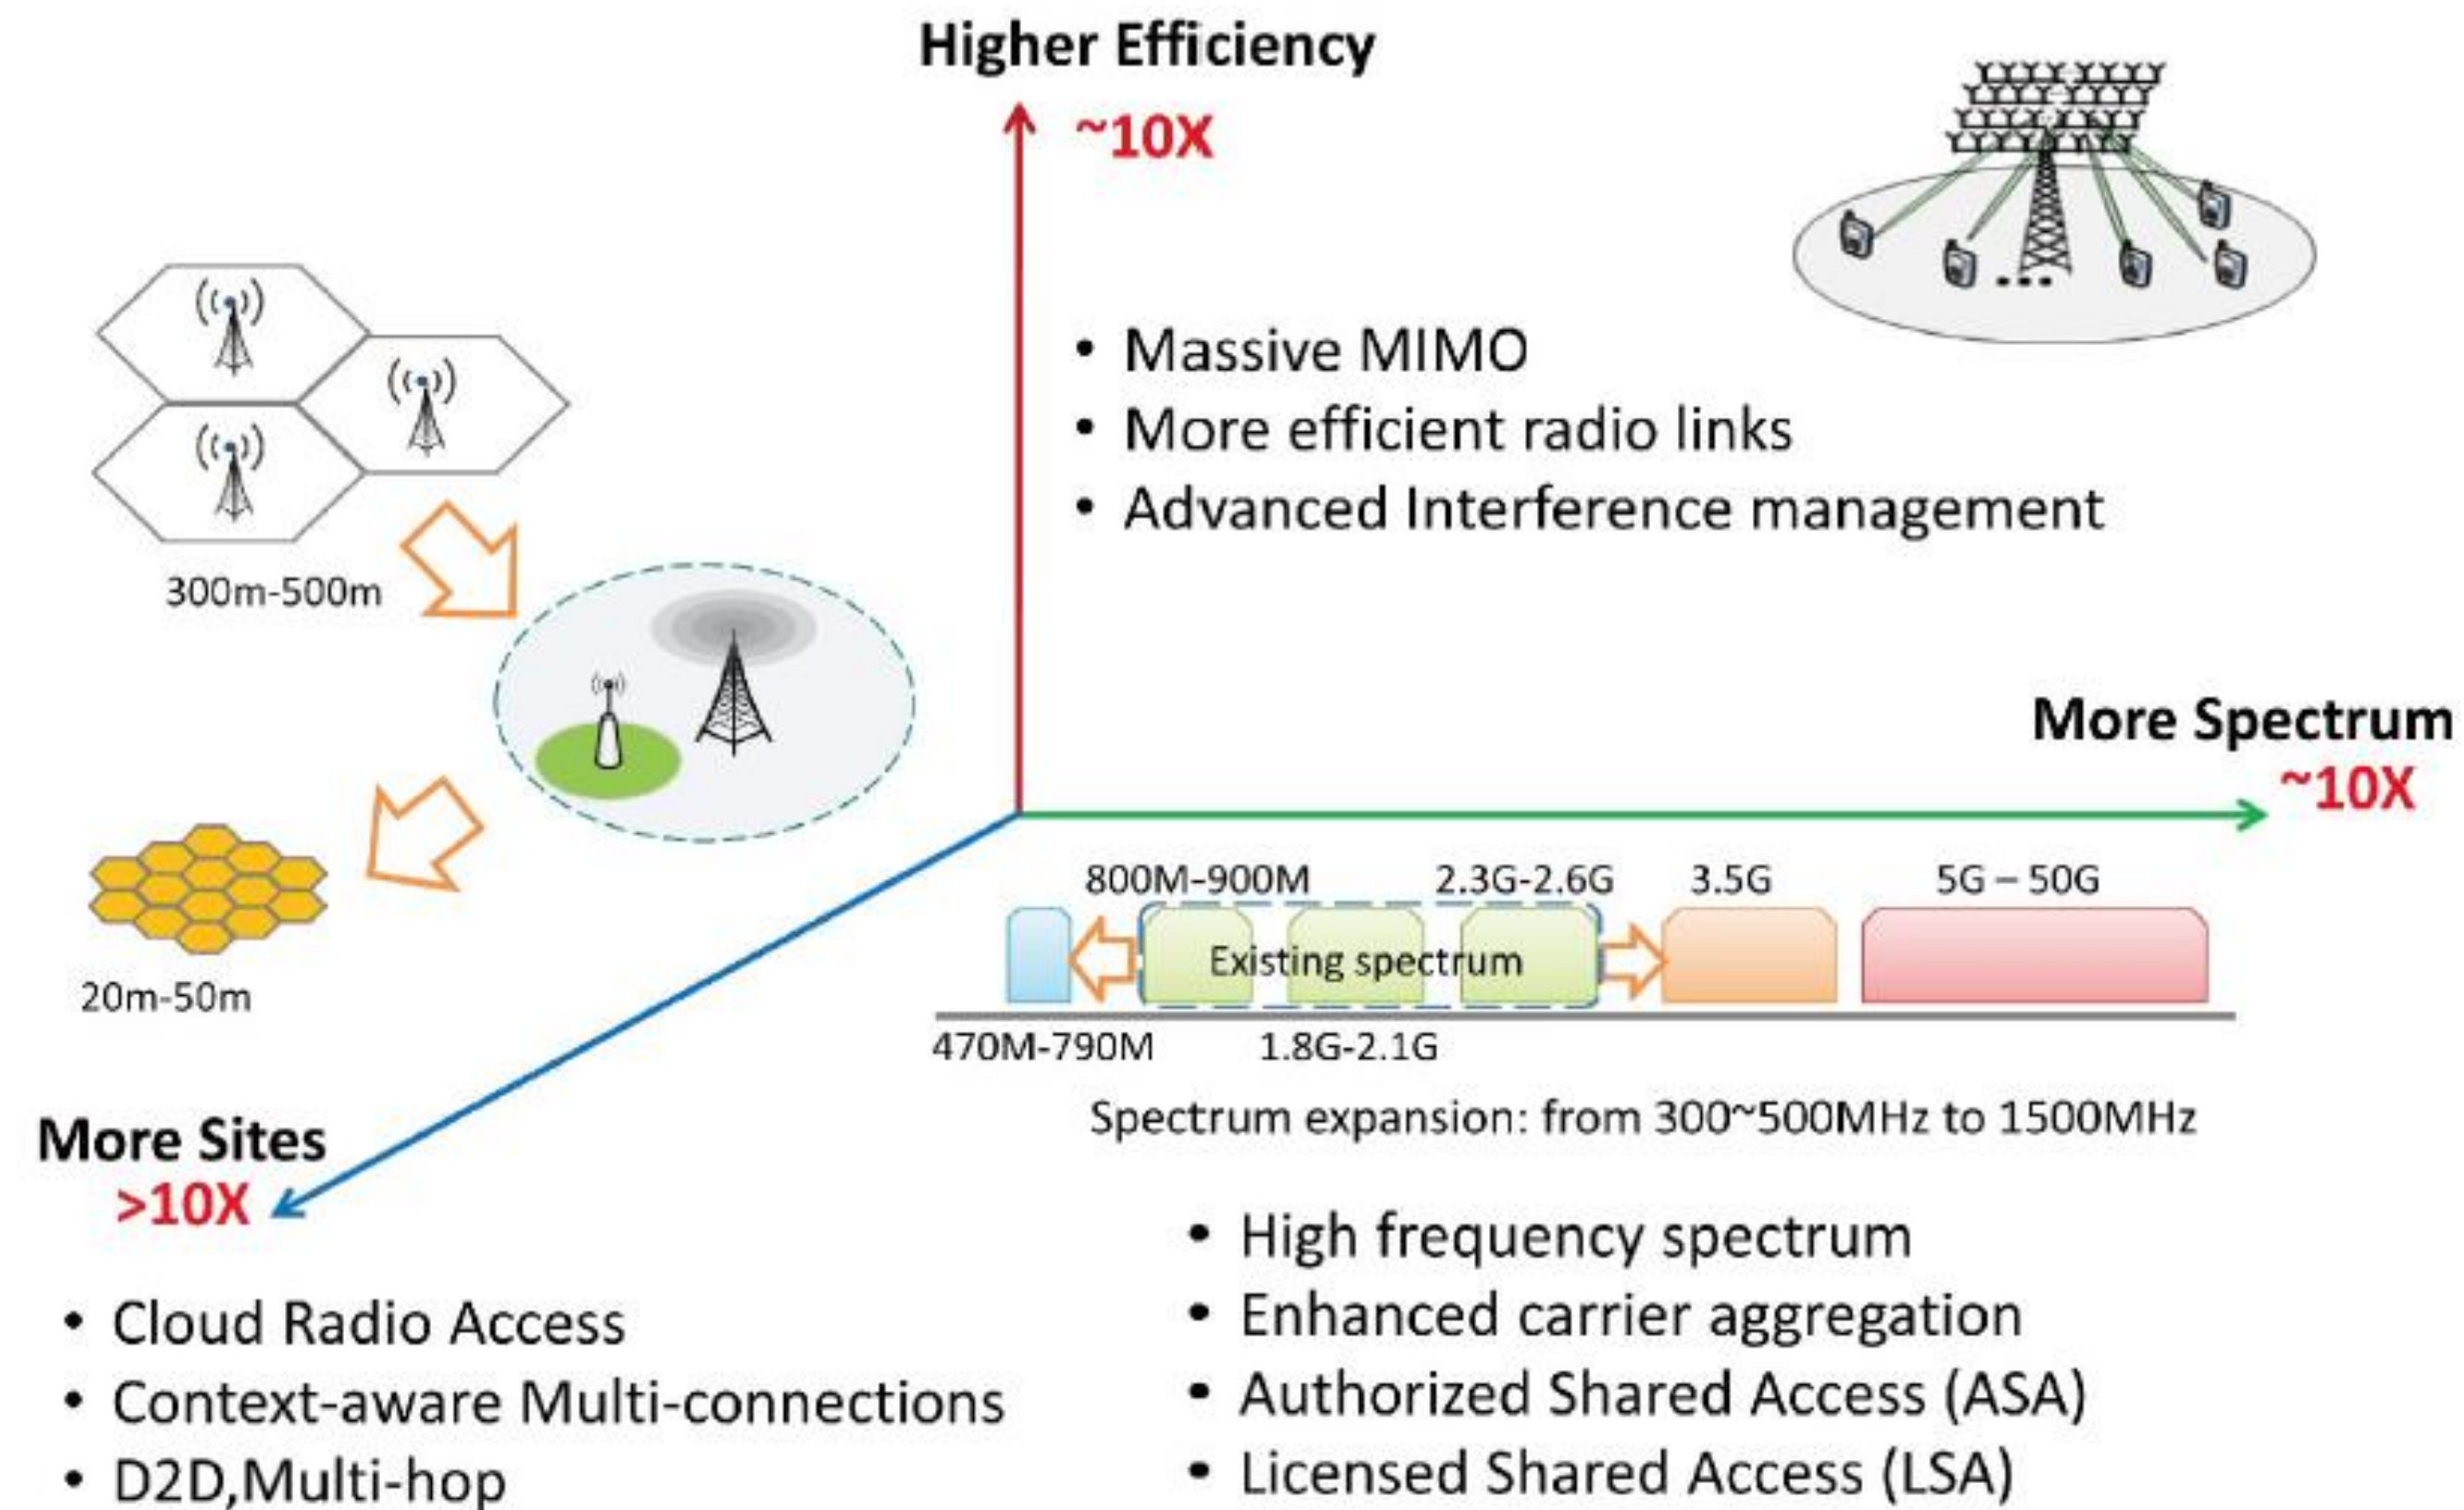 Higher Efficiency
~10X
• Massive MIMO
• More efficient radio links
• Advanced Interference management
300m-500m
20m-50m
More Spectrum
~10X
800M-900M
2.3G-2.6G
3.5G
5G – 50G
Existing spectrum
470M-790M
1.8G-2.1G
Spectrum expansion: from 300~500MHz to 1500MHz
• High frequency spectrum
• Enhanced carrier aggregation
• Authorized Shared Access (ASA)
• Licensed Shared Access (LSA)
More Sites
>10X
• Cloud Radio Access
• Context-aware Multi-connections
• D2D,Multi-hop